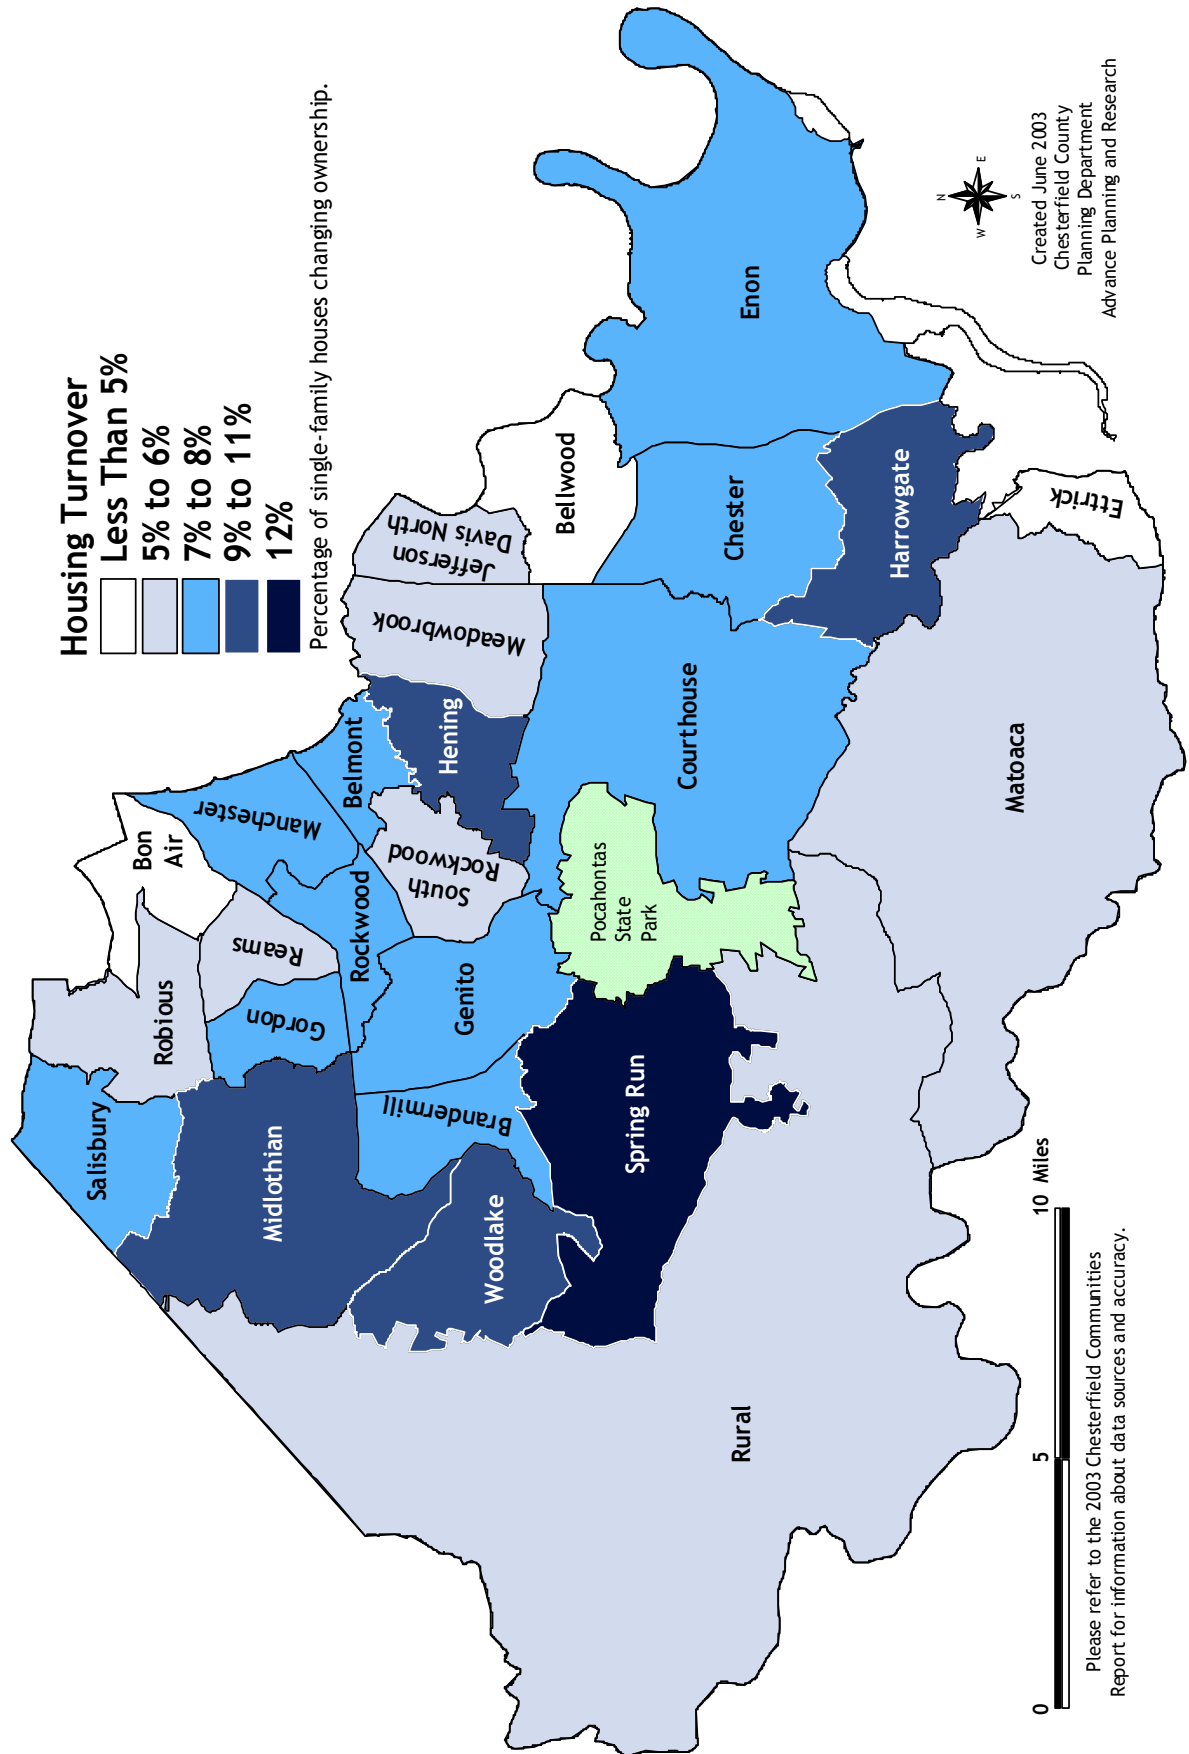 Housing Turnover
Less Than 5%
5% to 6%
7% to 8%
9% to 11%
12%
Percentage of single-family houses changing ownership.
Salisbury
Robious
Bon
Air
Midlothian
Gordon
Reams
Manchester
Rockwood
Belmont
Brandermill
Genito
South
Rockwood
Hening
Meadowbrook
Jefferson
Davis North
Bellwood
Woodlake
Spring Run
Pocahontas
State
Park
Courthouse
Chester
Enon
Harrowgate
Ettrick
Matoaca
Rural
N
W
E
S
Created June 2003
Chesterfield County
Planning Department
Advance Planning and Research
0
5
10 Miles
Please refer to the 2003 Chesterfield Communities
Report for information about data sources and accuracy.